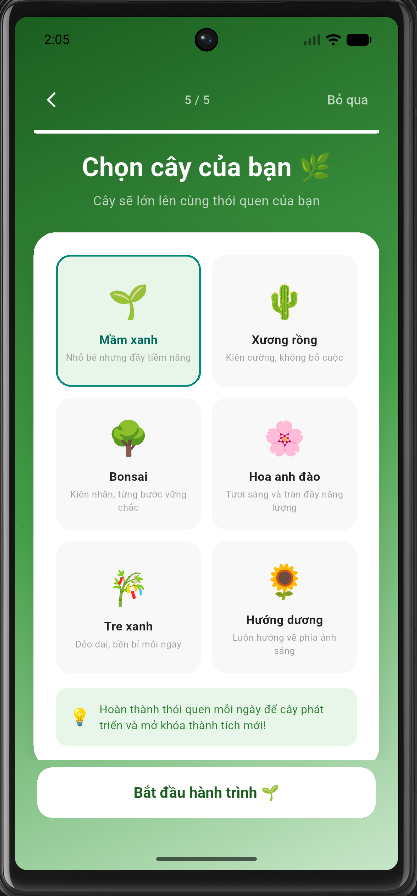 2:05
5 / 5
Bỏ qua
Chọn cây của bạn 🌿
Cây sẽ lớn lên cùng thói quen của bạn
Mầm xanh
Nhỏ bé nhưng đầy tiềm năng
Xương rồng
Kiên cường, không bỏ cuộc
Bonsai
Kiên nhẫn, từng bước vững
chắc
Hoa anh đào
Tươi sáng và tràn đầy năng
lượng
Tre xanh
Dẻo dai, bền bỉ mỗi ngày
Hướng dương
Luôn hướng về phía ánh
sáng
Hoàn thành thói quen mỗi ngày để cây phát
triển và mở khóa thành tích mới!
Bắt đầu hành trình 🌱